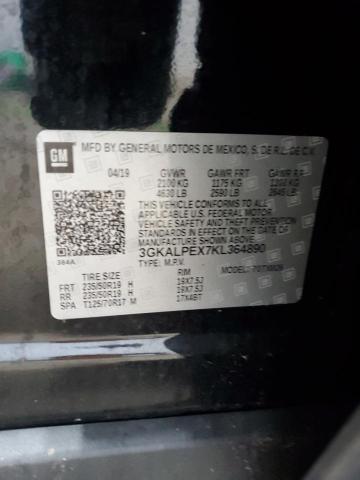 GM
MFD BY GENERAL MOTORS DE MEXICO, S. DE R.L. DE C.V.
04/19 GVWR GAWR FRT GAWR RR
2100 KG 1175 KG 1200 KG
4630 LB 2590 LB 2645 LB
THIS VEHICLE CONFORMS TO ALL APPLICABLE U.S. FEDERAL MOTOR VEHICLE SAFETY AND THEFT PREVENTION STANDARDS IN EFFECT ON THE DATE OF MANUFACTURE SHOWN ABOVE.
3GKALPEX7KL364890
384A TYPE: M.P.V. MODEL:
TIRE SIZE RIM
FRT 235/50R19 H 19X7.5J
RR 235/50R19 H 19X7.5J
SPA T125/70R17 M 17X4BT